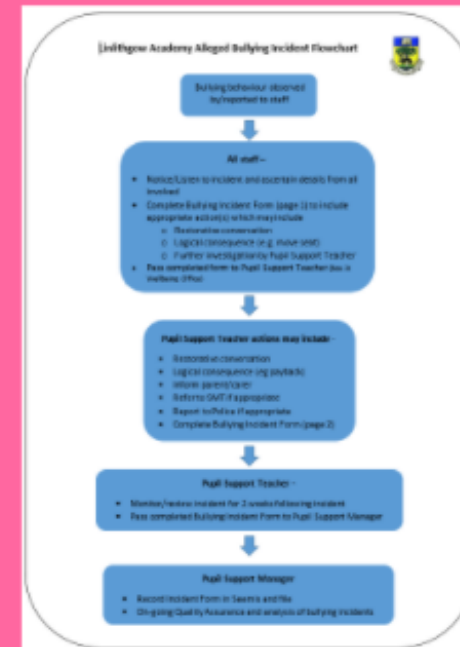 Linlithgow Academy Alleged Bullying Incident Flowchart
Bullying behaviour observed
by/reported to staff
All staff –
• Notice/Listen to incident and ascertain details from all
involved
• Complete Bullying Incident Form (page 1) to include
appropriate action(s) which may include
o Restorative conversation
o Logical consequence (e.g. move seat)
o Further investigation by Pupil Support Teacher
• Pass completed form to Pupil Support Teacher
Pupil Support Teacher actions may include -
• Restorative conversation
• Logical consequence (eg payback)
• Inform parent/carer
• Refer to SMT if appropriate
• Report to Police if appropriate
• Complete Bullying Incident Form (page 2)
Pupil Support Teacher –
• Monitor/review incident for 2 weeks following incident
• Pass completed Bullying Incident Form to Pupil Support Manager
Pupil Support Manager
• Record Incident Form in Seemis and file
• On-going Quality Assurance and analysis of bullying incidents